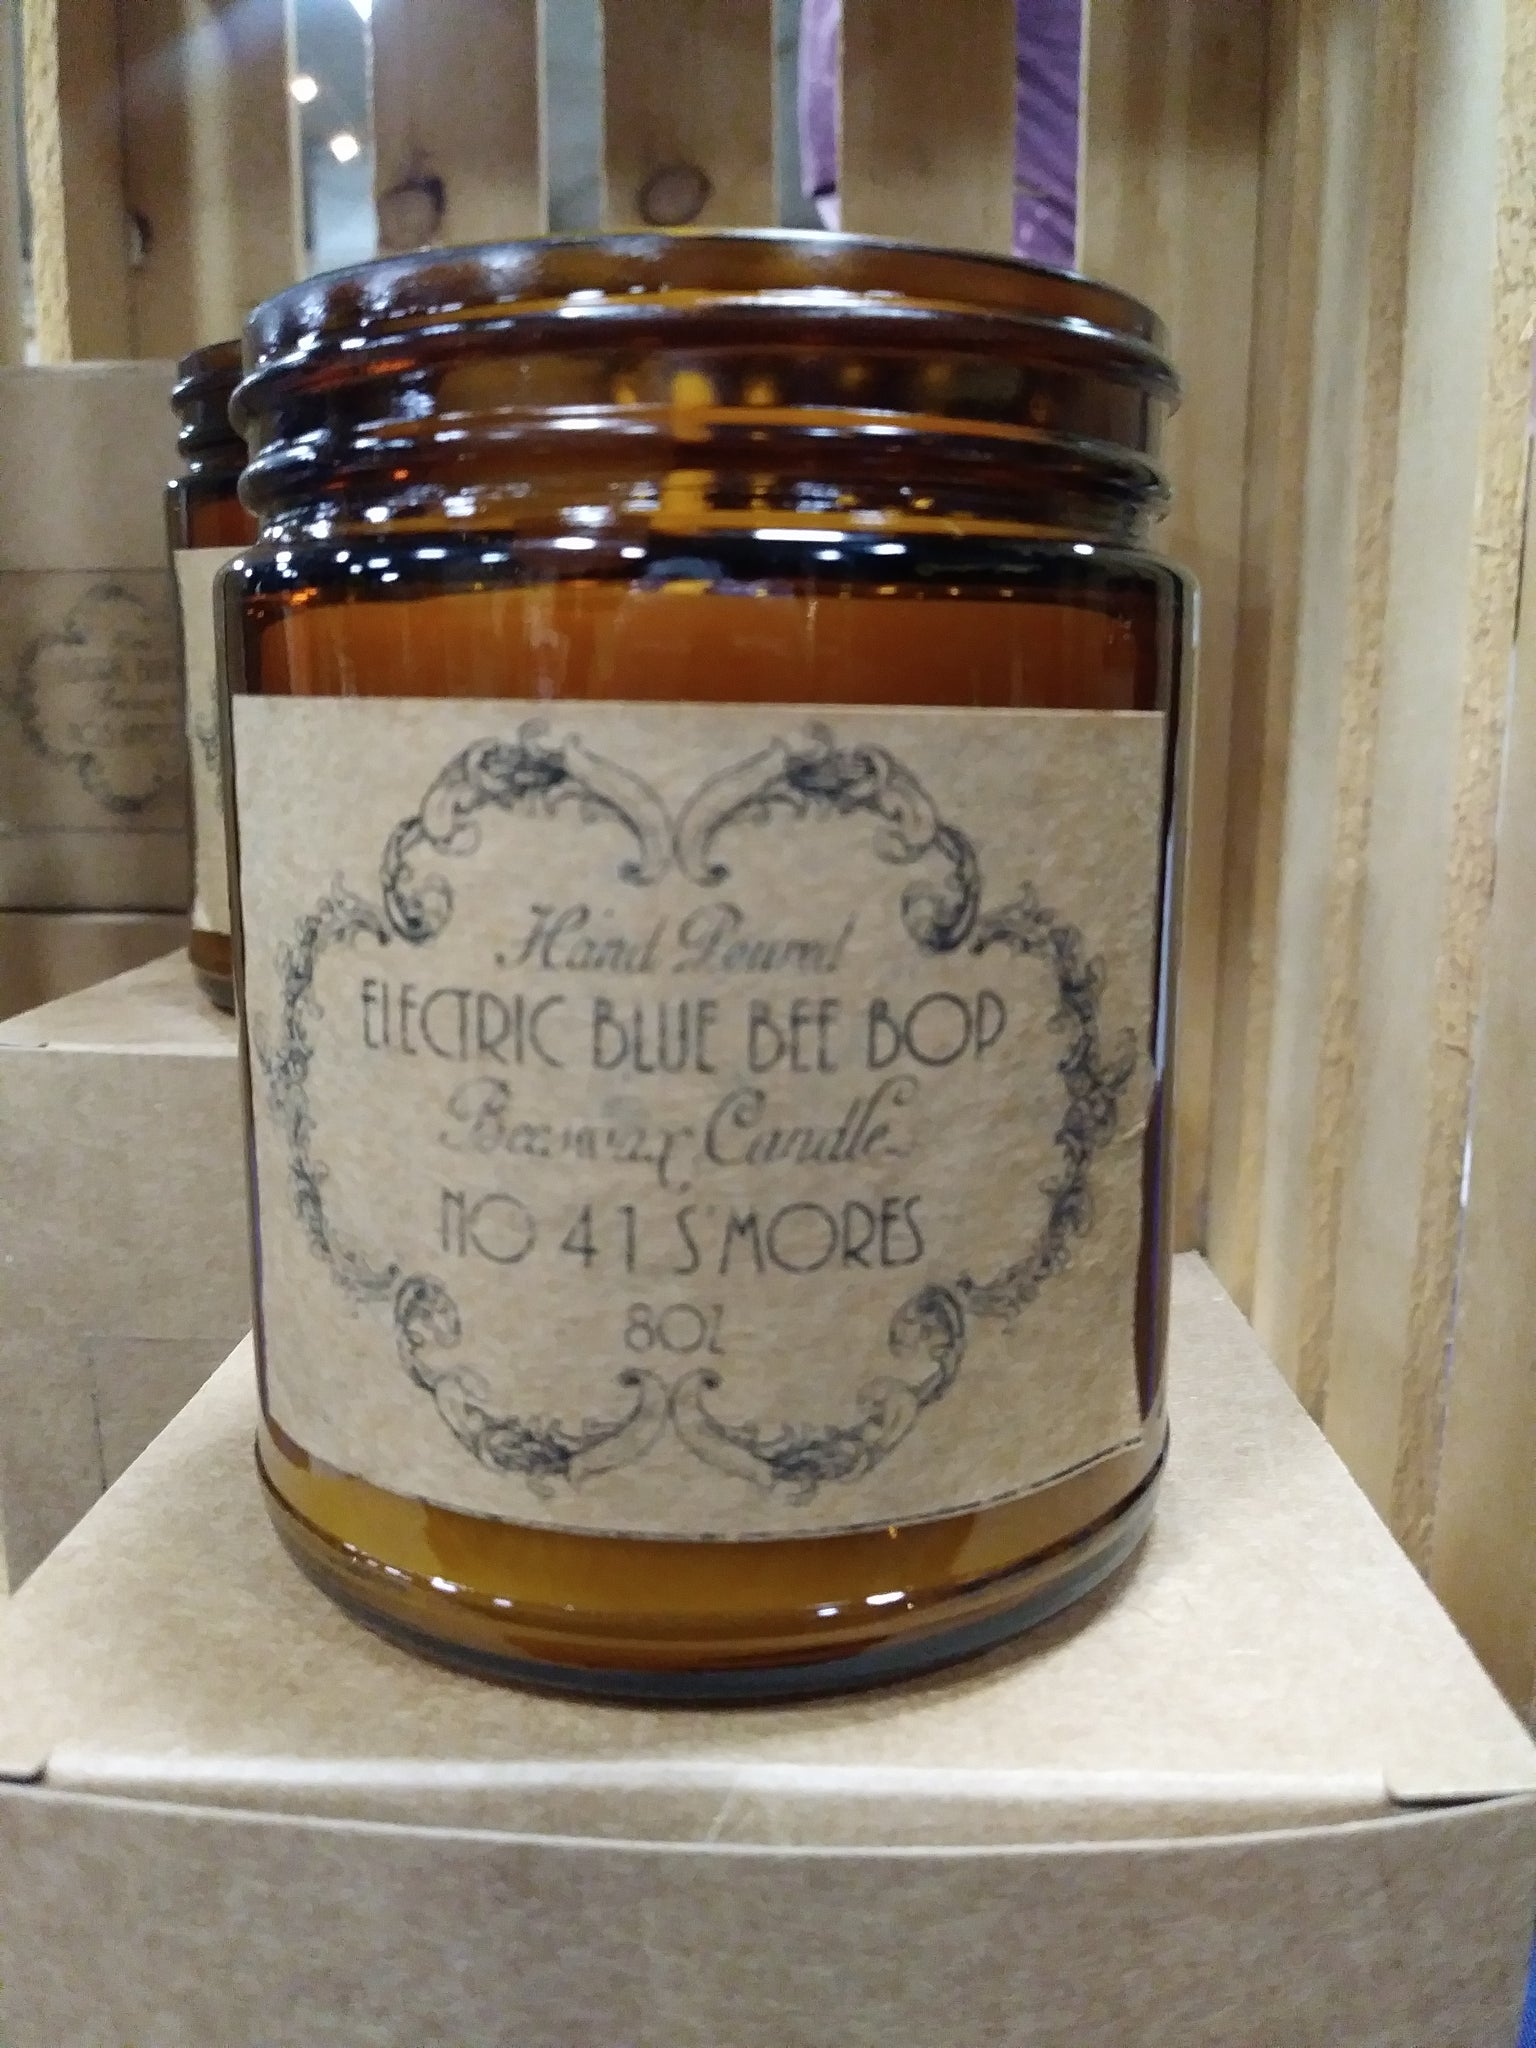 Hand Poured
ELECTRIC BLUE BEE BOP
Beeswax Candle
NO 41 S'MORES
8OZ